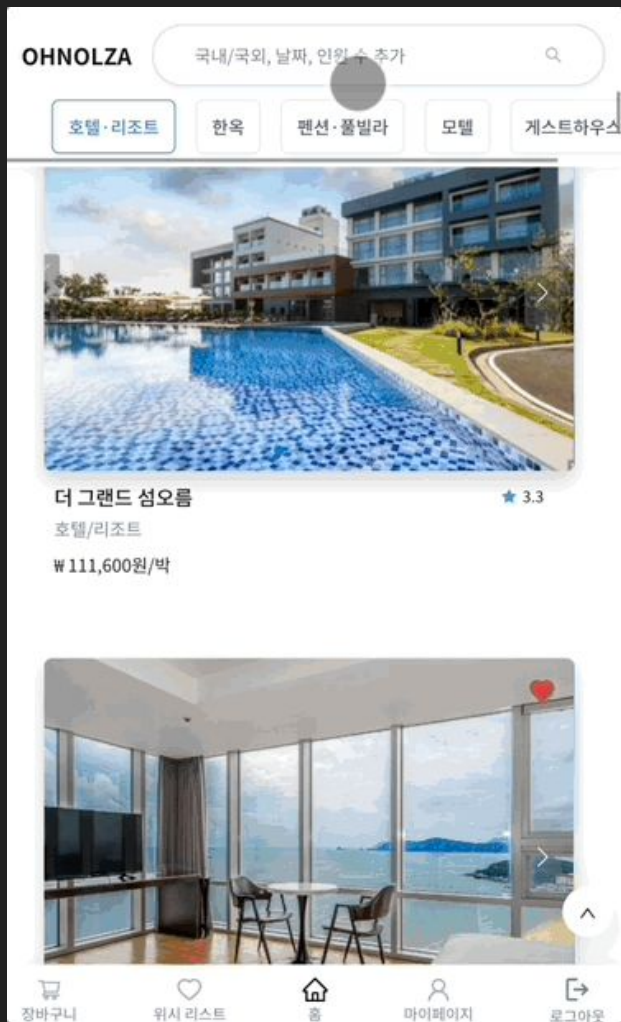 OHNOLZA
국내/국외, 날짜, 인원 수 추가
호텔·리조트 한옥 펜션·풀빌라 모텔 게스트하우스
더 그랜드 섬오름 3.3
호텔/리조트
₩ 111,600원/박
장바구니 위시 리스트 홈 마이페이지 로그아웃